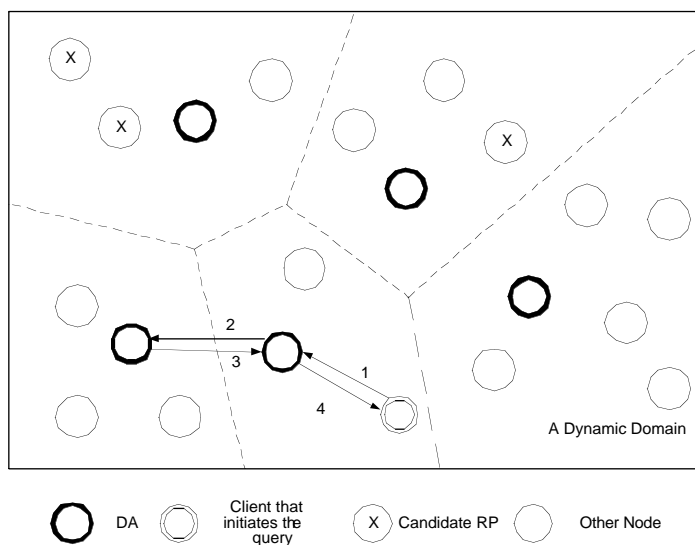 X
X
X
2
3
1
4
A Dynamic Domain
DA
Client that
initiates the
query
X
Candidate RP
Other Node